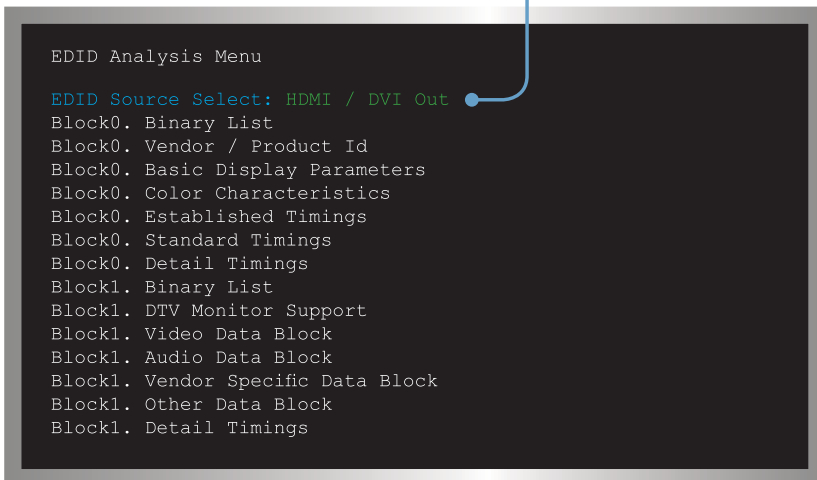 EDID Analysis Menu
EDID Source Select: HDMI / DVI Out
Block0. Binary List
Block0. Vendor / Product Id
Block0. Basic Display Parameters
Block0. Color Characteristics
Block0. Established Timings
Block0. Standard Timings
Block0. Detail Timings
Block1. Binary List
Block1. DTV Monitor Support
Block1. Video Data Block
Block1. Audio Data Block
Block1. Vendor Specific Data Block
Block1. Other Data Block
Block1. Detail Timings